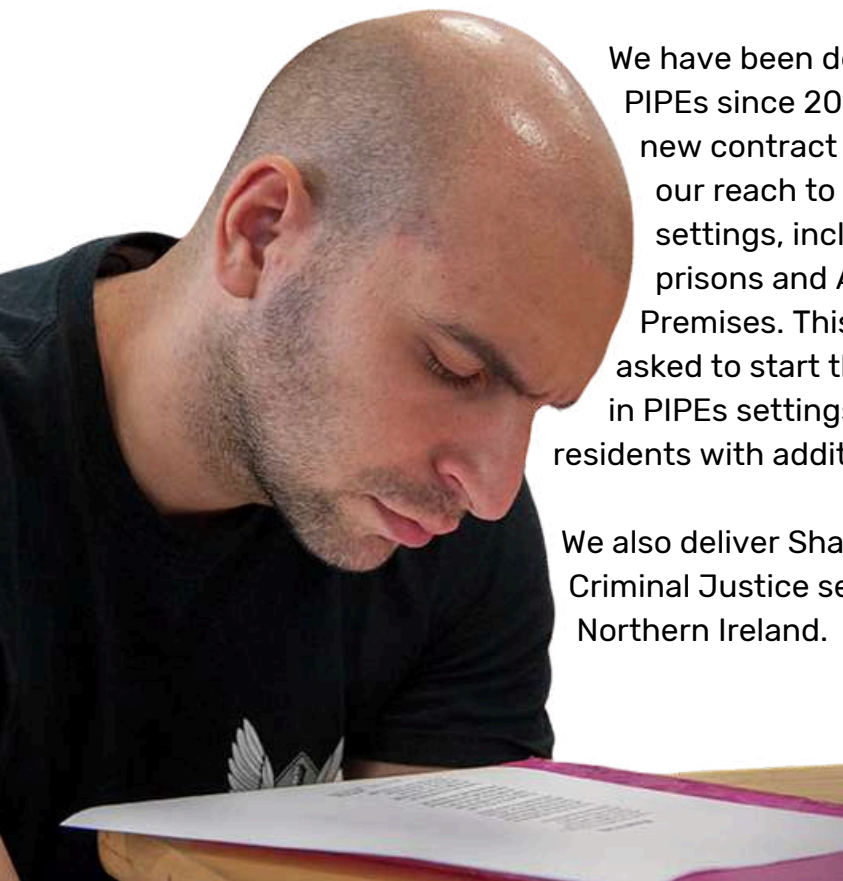 We have been de
PIPEs since 20
new contract
our reach to
settings, incl
prisons and A
Premises. This
asked to start th
in PIPEs settings
residents with addit
We also deliver Sha
Criminal Justice se
Northern Ireland.